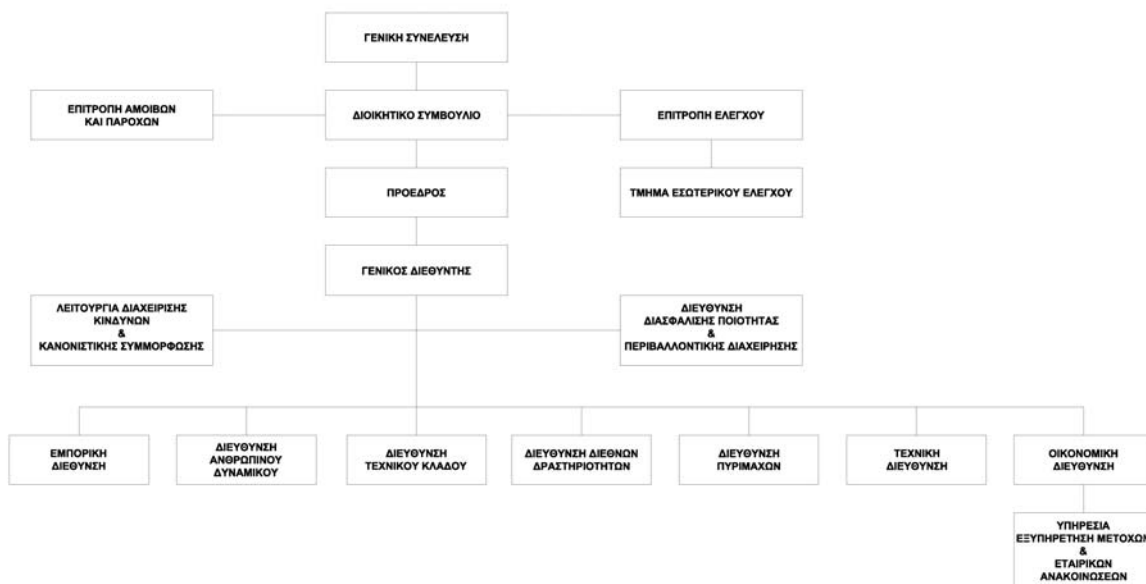 ΓΕΝΙΚΗ ΣΥΝΕΛΕΥΣΗ
ΕΠΙΤΡΟΠΗ ΑΜΟΙΒΩΝ
ΚΑΙ ΠΑΡΟΧΩΝ
ΔΙΟΙΚΗΤΙΚΟ ΣΥΜΒΟΥΛΙΟ
ΕΠΙΤΡΟΠΗ ΕΛΕΓΧΟΥ
ΠΡΟΕΔΡΟΣ
ΤΜΗΜΑ ΕΣΩΤΕΡΙΚΟΥ ΕΛΕΓΧΟΥ
ΓΕΝΙΚΟΣ ΔΙΕΘΥΝΤΗΣ
ΛΕΙΤΟΥΡΓΙΑ ΔΙΑΧΕΙΡΙΣΗΣ
ΚΙΝΔΥΝΩΝ
&
ΚΑΝΟΝΙΣΤΙΚΗΣ ΣΥΜΜΟΡΦΩΣΗΣ
ΔΙΕΥΘΥΝΣΗ
ΔΙΑΣΦΑΛΙΣΗΣ ΠΟΙΟΤΗΤΑΣ
&
ΠΕΡΙΒΑΛΛΟΝΤΙΚΗΣ ΔΙΑΧΕΙΡΗΣΗΣ
ΕΜΠΟΡΙΚΗ
ΔΙΕΥΘΥΝΣΗ
ΔΙΕΥΘΥΝΣΗ
ΑΝΘΡΩΠΙΝΟΥ
ΔΥΝΑΜΙΚΟΥ
ΔΙΕΥΘΥΝΣΗ
ΤΕΧΝΙΚΟΥ ΚΛΑΔΟΥ
ΔΙΕΥΘΥΝΣΗ ΔΙΕΘΝΩΝ
ΔΡΑΣΤΗΡΙΟΤΗΤΩΝ
ΔΙΕΥΘΥΝΣΗ
ΠΥΡΙΜΑΧΩΝ
ΤΕΧΝΙΚΗ
ΔΙΕΥΘΥΝΣΗ
ΟΙΚΟΝΟΜΙΚΗ
ΔΙΕΥΘΥΝΣΗ
ΥΠΗΡΕΣΙΑ
ΕΞΥΠΗΡΕΤΗΣΗ ΜΕΤΟΧΩΝ
&
ΕΤΑΙΡΙΚΩΝ
ΑΝΑΚΟΙΝΩΣΕΩΝ